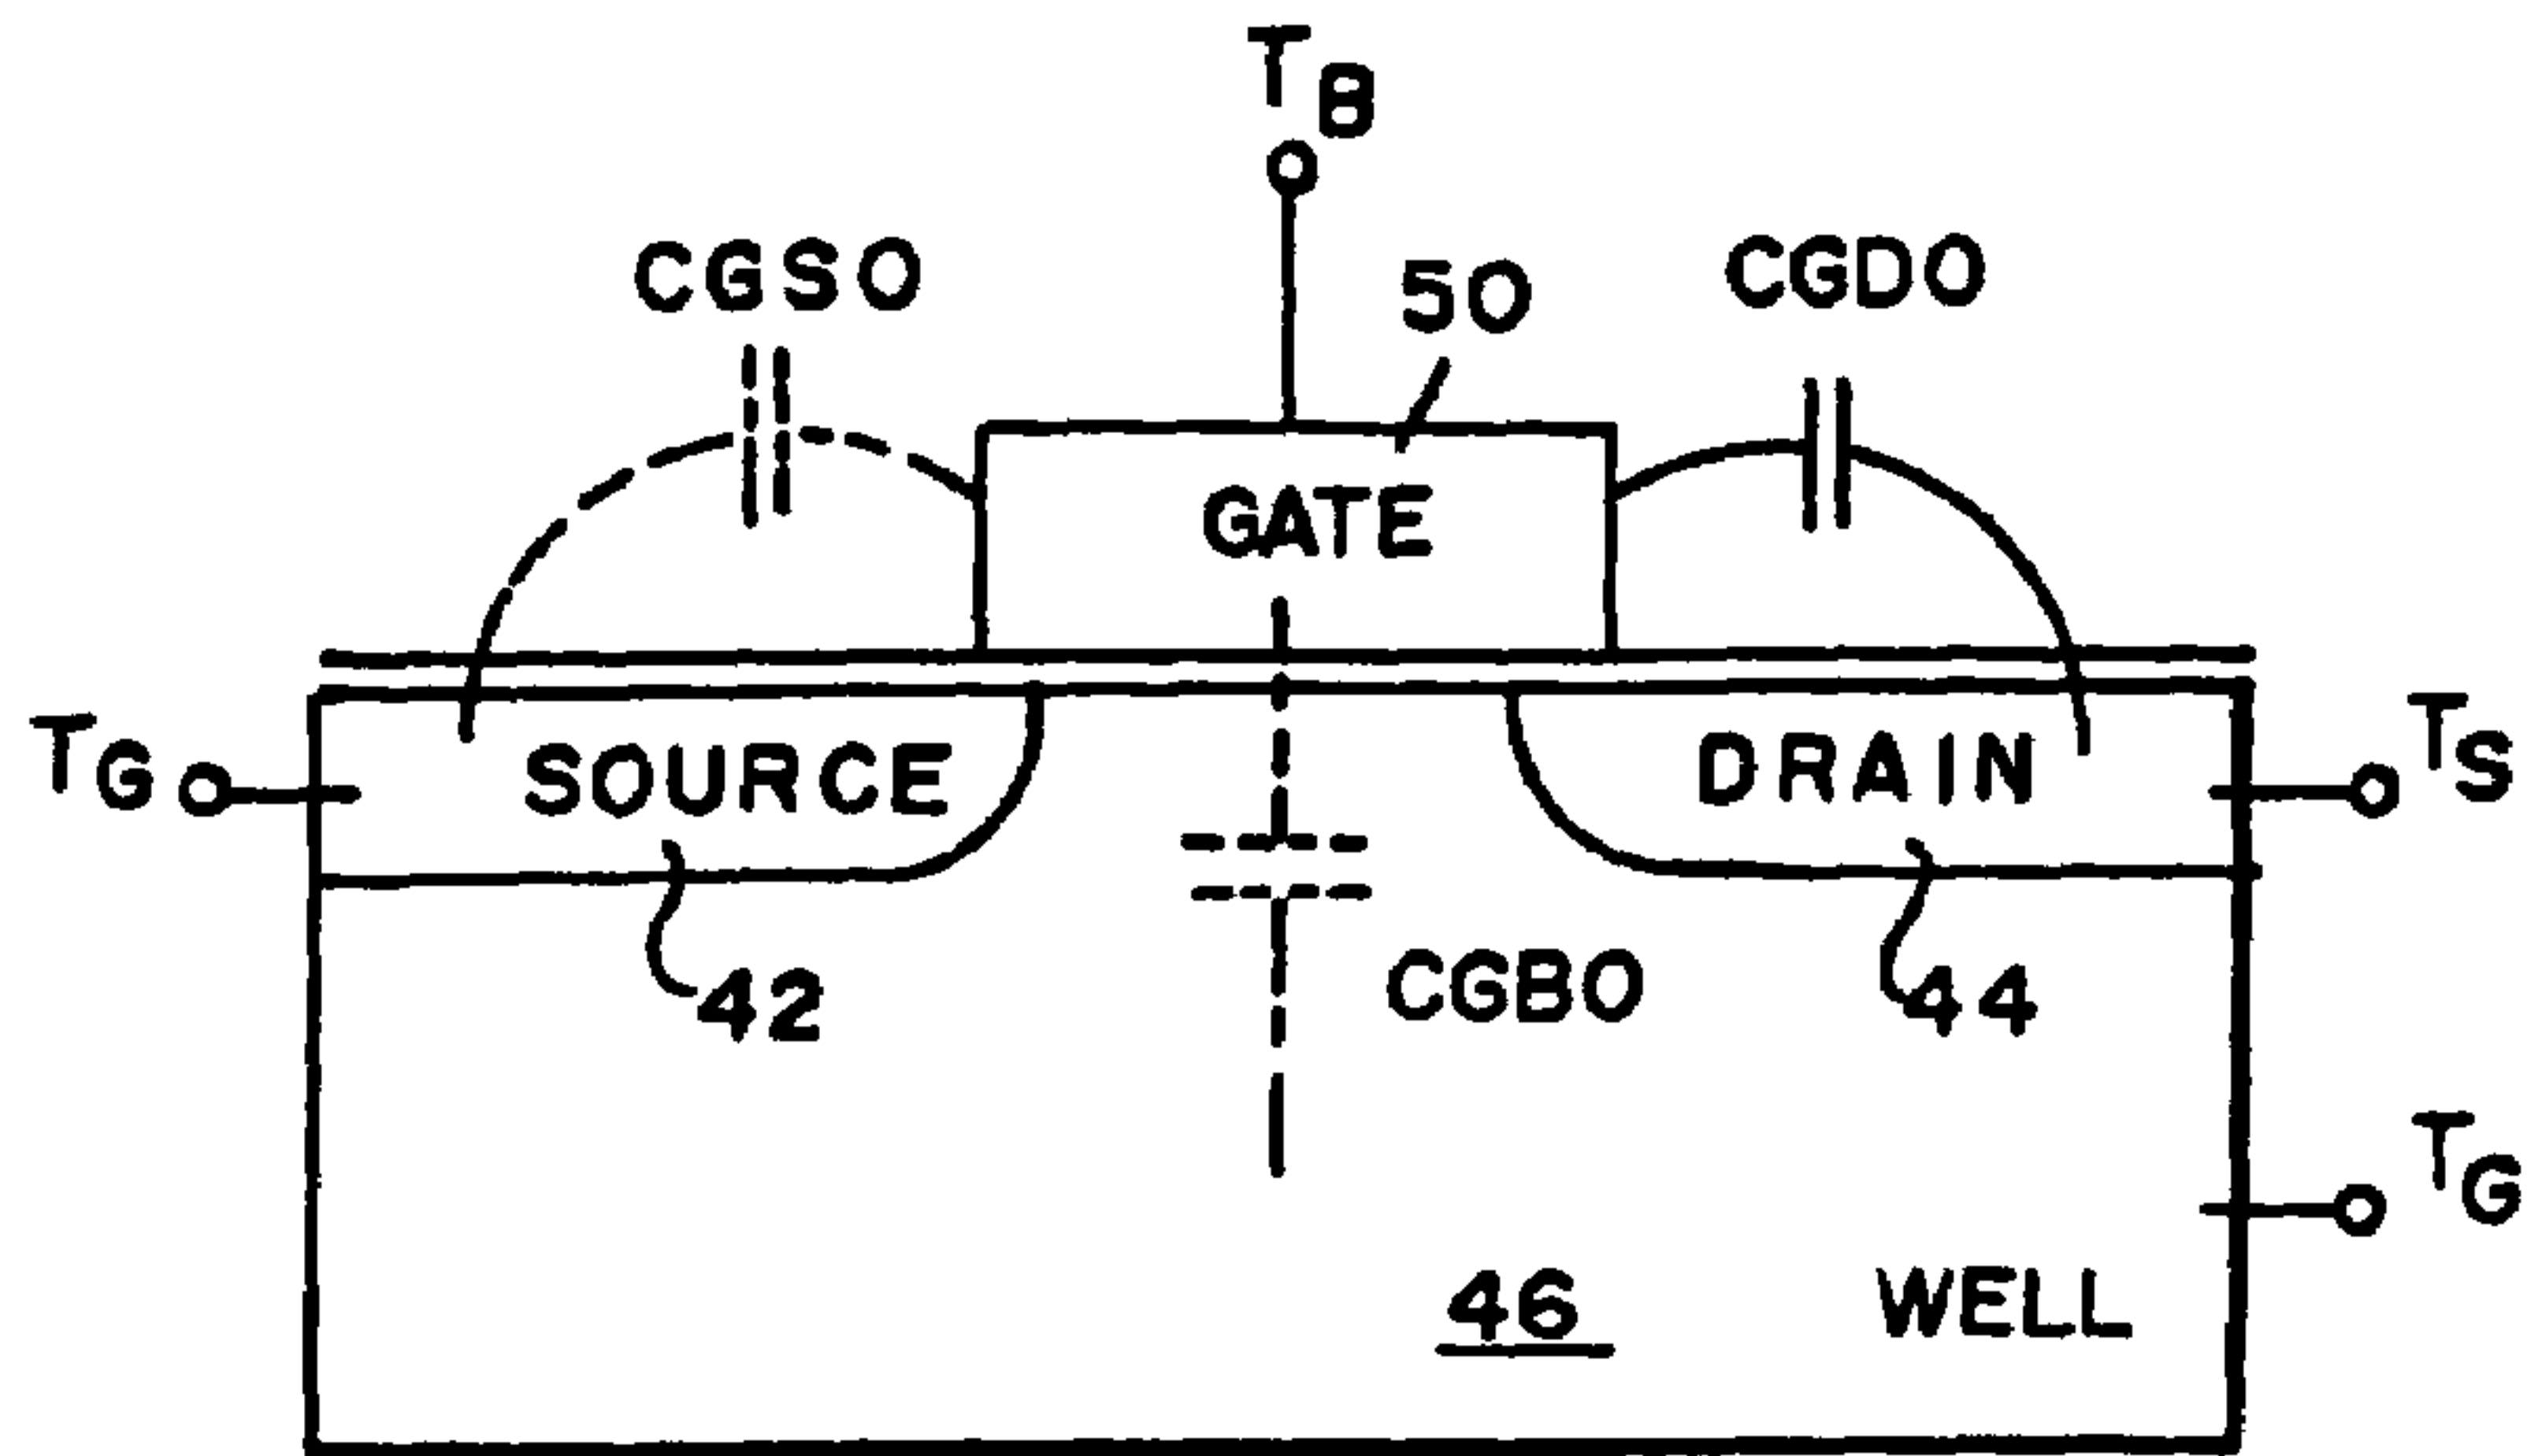 TB
CGSO
50
CGDO
GATE
TG
SOURCE
DRAIN
TS
42
CGBO
44
TG
46
WELL